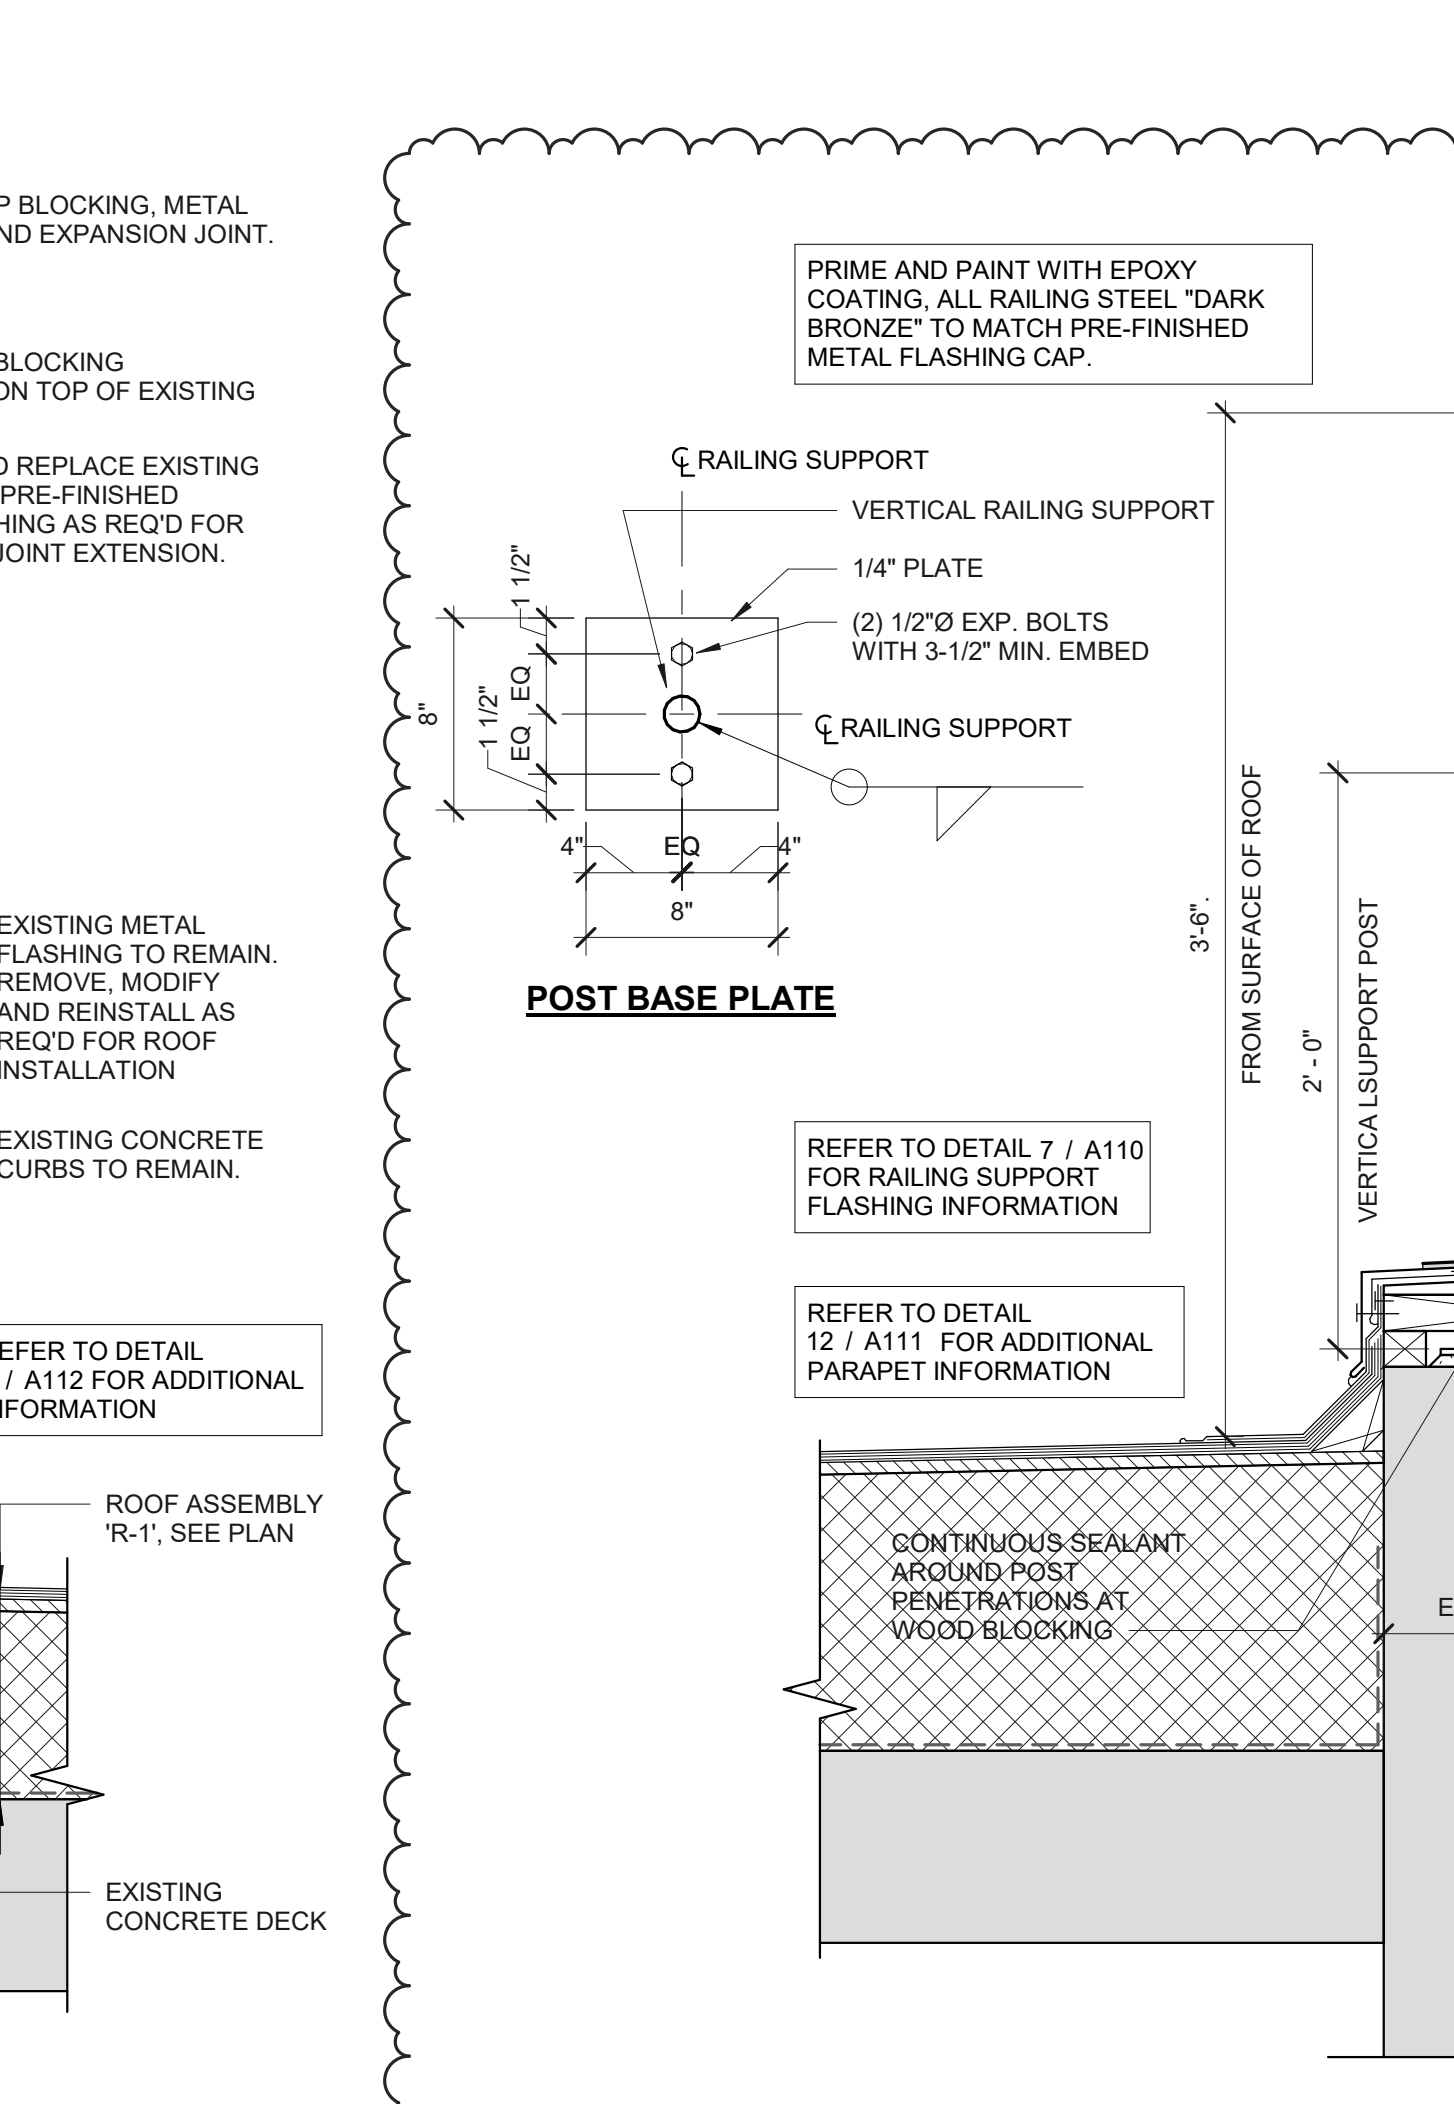 P BLOCKING, METAL
ND EXPANSION JOINT.
BLOCKING
ON TOP OF EXISTING
D REPLACE EXISTING
PRE-FINISHED
HING AS REQ'D FOR
JOINT EXTENSION.
EXISTING METAL
FLASHING TO REMAIN.
REMOVE, MODIFY
AND REINSTALL AS
REQ'D FOR ROOF
INSTALLATION
EXISTING CONCRETE
CURBS TO REMAIN.
EFER TO DETAIL
/ A112 FOR ADDITIONAL
NFORMATION
ROOF ASSEMBLY
'R-1', SEE PLAN
EXISTING
CONCRETE DECK
PRIME AND PAINT WITH EPOXY
COATING, ALL RAILING STEEL "DARK
BRONZE" TO MATCH PRE-FINISHED
METAL FLASHING CAP.
℄ RAILING SUPPORT
VERTICAL RAILING SUPPORT
1/4" PLATE
(2) 1/2"Ø EXP. BOLTS
WITH 3-1/2" MIN. EMBED
℄ RAILING SUPPORT
1 1/2"
EQ
EQ
1 1/2"
8"
4"
EQ
4"
8"
POST BASE PLATE
3'-6".
FROM SURFACE OF ROOF
2' - 0"
VERTICA LSUPPORT POST
REFER TO DETAIL 7 / A110
FOR RAILING SUPPORT
FLASHING INFORMATION
REFER TO DETAIL
12 / A111 FOR ADDITIONAL
PARAPET INFORMATION
CONTINUOUS SEALANT
AROUND POST
PENETRATIONS AT
WOOD BLOCKING
E